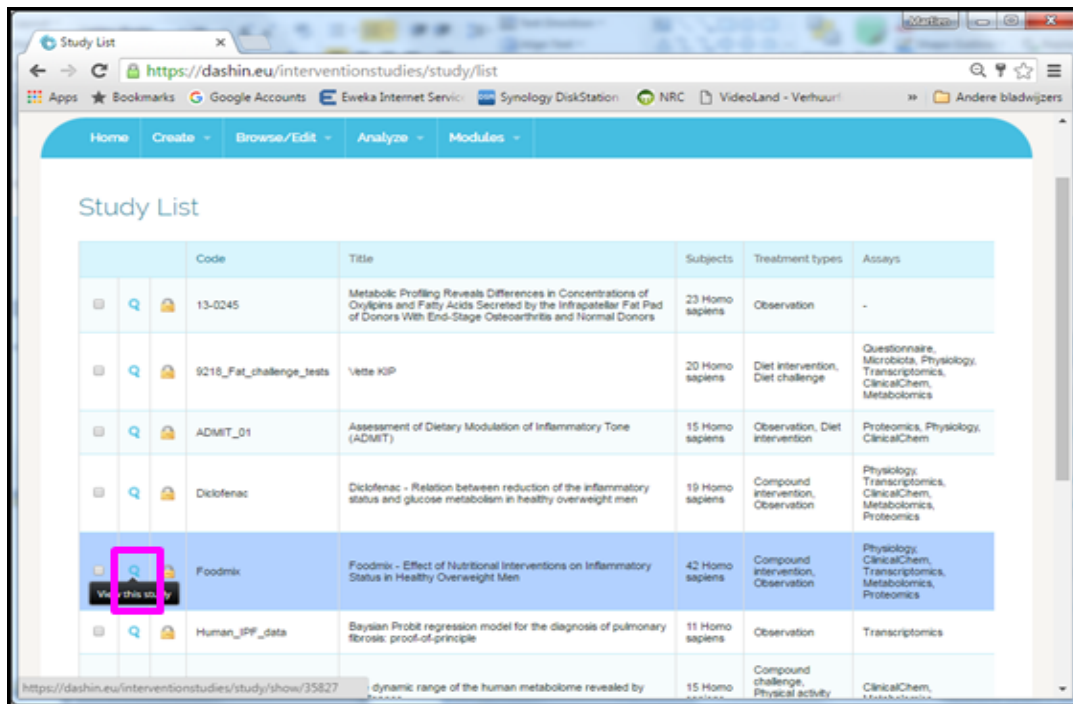 Martien
Study List
https://dashin.eu/interventionstudies/study/list
Apps Bookmarks Google Accounts Eweka Internet Servic Synology DiskStation NRC VideoLand - Verhuur » Andere bladwijzers
Home Create Browse/Edit Analyze Modules
Study List
Code Title Subjects Treatment types Assays
13-0245
Metabolic Profiling Reveals Differences in Concentrations of
Oxylipins and Fatty Acids Secreted by the Infrapatellar Fat Pad
of Donors With End-Stage Osteoarthritis and Normal Donors
23 Homo
sapiens
Observation
-
9218_Fat_challenge_tests
Vette KIP
20 Homo
sapiens
Diet intervention,
Diet challenge
Questionnaire,
Microbiota, Physiology,
Transcriptomics,
ClinicalChem,
Metabolomics
ADMIT_01
Assessment of Dietary Modulation of Inflammatory Tone
(ADMIT)
15 Homo
sapiens
Observation, Diet
intervention
Proteomics, Physiology,
ClinicalChem
Diclofenac
Diclofenac - Relation between reduction of the inflammatory
status and glucose metabolism in healthy overweight men
19 Homo
sapiens
Compound
intervention,
Observation
Physiology,
Transcriptomics,
ClinicalChem,
Metabolomics,
Proteomics
Foodmix
Foodmix - Effect of Nutritional Interventions on Inflammatory
Status in Healthy Overweight Men
42 Homo
sapiens
Compound
intervention,
Observation
Physiology,
ClinicalChem,
Transcriptomics,
Metabolomics,
Proteomics
View this study
Human_IPF_data
Baysian Probit regression model for the diagnosis of pulmonary
fibrosis: proof-of-principle
11 Homo
sapiens
Observation
Transcriptomics
dynamic range of the human metabolome revealed by
15 Homo
Compound
challenge,
Physical activity
ClinicalChem,
https://dashin.eu/interventionstudies/study/show/35827